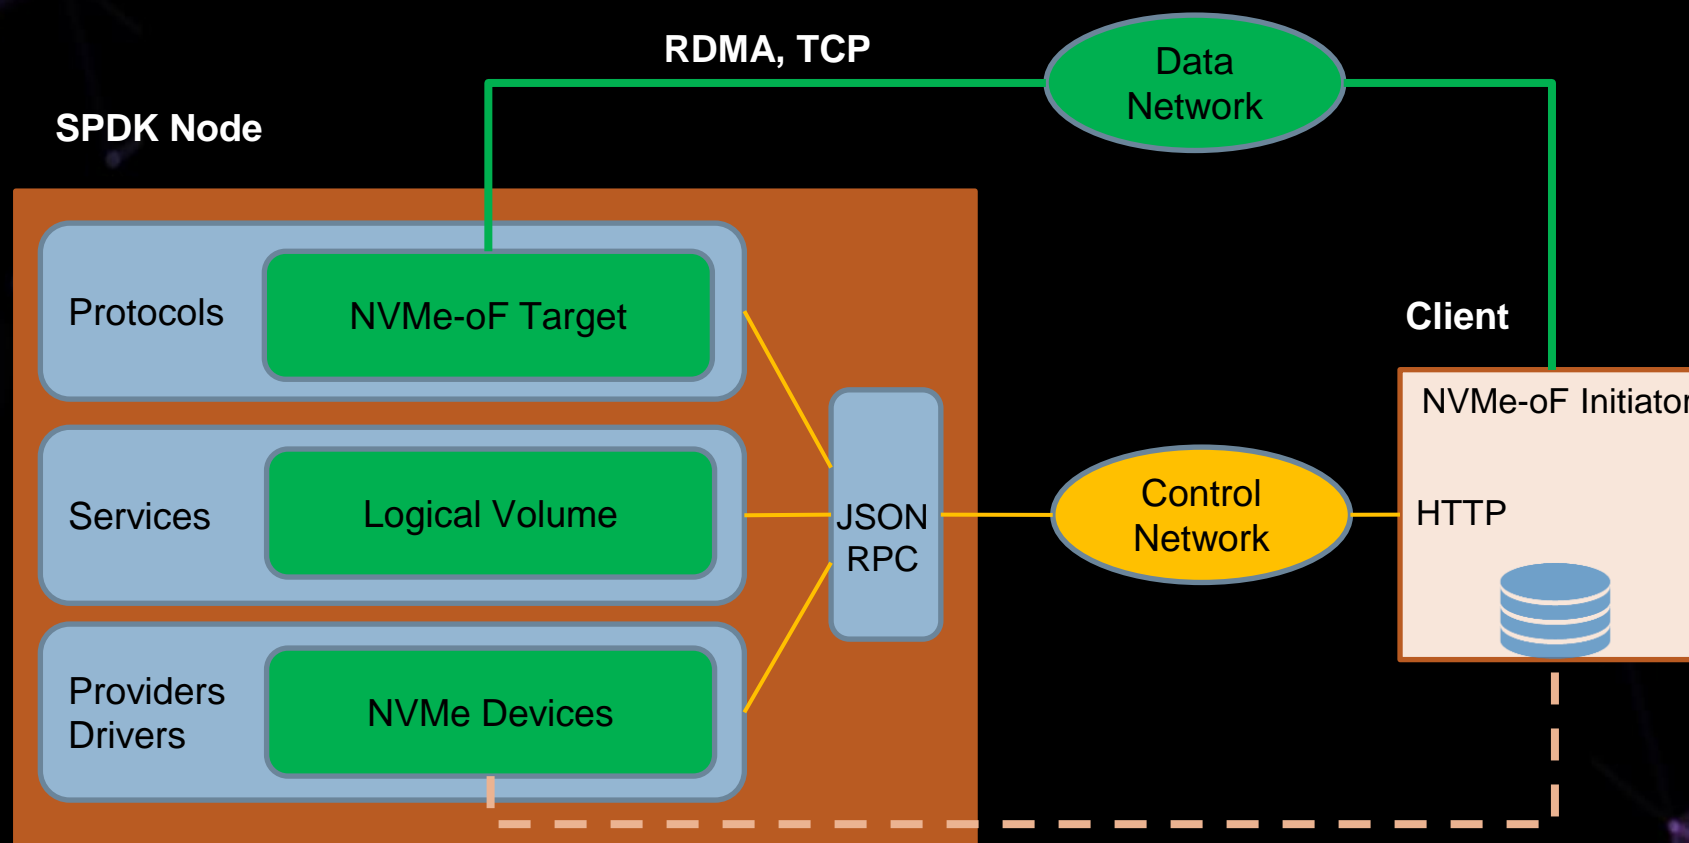 RDMA, TCP
Data
Network
SPDK Node
Protocols
NVMe-oF Target
Client
NVMe-oF Initiator
Services
Logical Volume
JSON
RPC
Control
Network
HTTP
Providers
Drivers
NVMe Devices